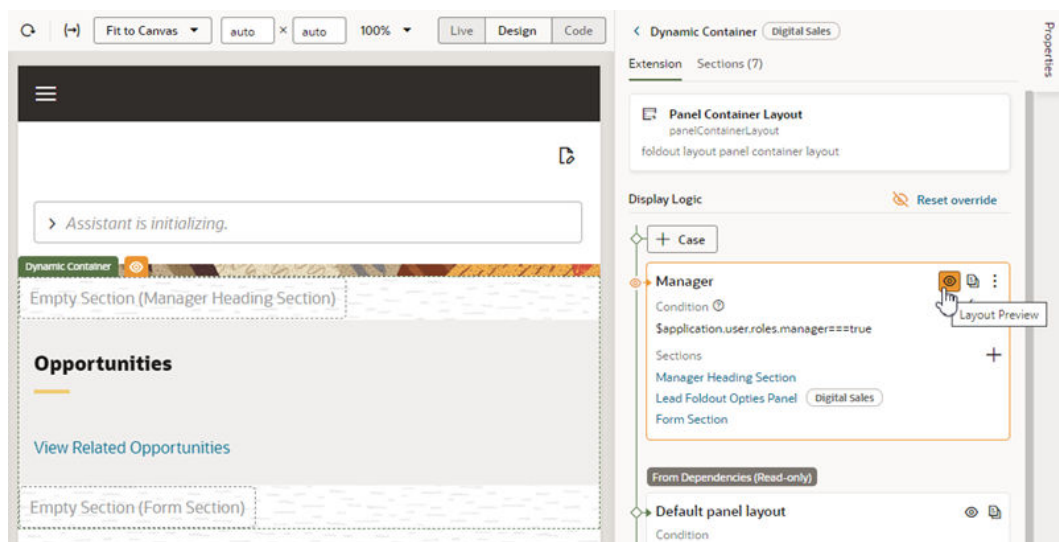 Fit to Canvas
auto × auto
100%
Live Design Code
Assistant is initializing.
Dynamic Container
Empty Section (Manager Heading Section)
Opportunities
View Related Opportunities
Empty Section (Form Section)
Dynamic Container Digital Sales
Extension Sections (7)
Panel Container Layout
panelContainerLayout
foldout layout panel container layout
Display Logic Reset override
+ Case
Manager
Layout Preview
Condition
$application.user.roles.manager===true
Sections
Manager Heading Section
Lead Foldout Opties Panel Digital Sales
Form Section
From Dependencies (Read-only)
Default panel layout
Condition
Properties